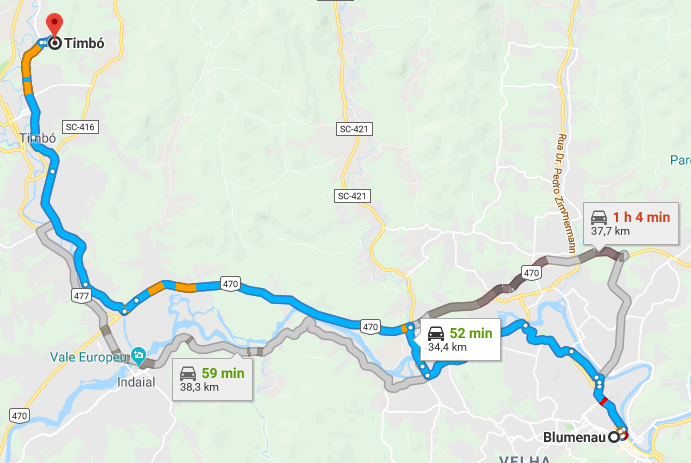 Timbó
SC-416
Timbó
SC-421
SC-421
Rua Dr. Pedro Zimmermann
Parq
1 h 4 min
37,7 km
470
477
470
470
52 min
34,4 km
Vale Europeu
Indaial
59 min
38,3 km
470
Blumenau
VELHA